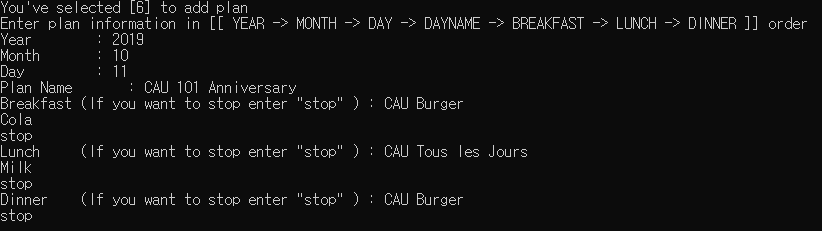 You've selected [6] to add plan
Enter plan information in [[ YEAR -> MONTH -> DAY -> DAYNAME -> BREAKFAST -> LUNCH -> DINNER ]] order
Year : 2019
Month : 10
Day : 11
Plan Name : CAU 101 Anniversary
Breakfast (If you want to stop enter "stop" ) : CAU Burger
Cola
stop
Lunch (If you want to stop enter "stop" ) : CAU Tous les Jours
Milk
stop
Dinner (If you want to stop enter "stop" ) : CAU Burger
stop